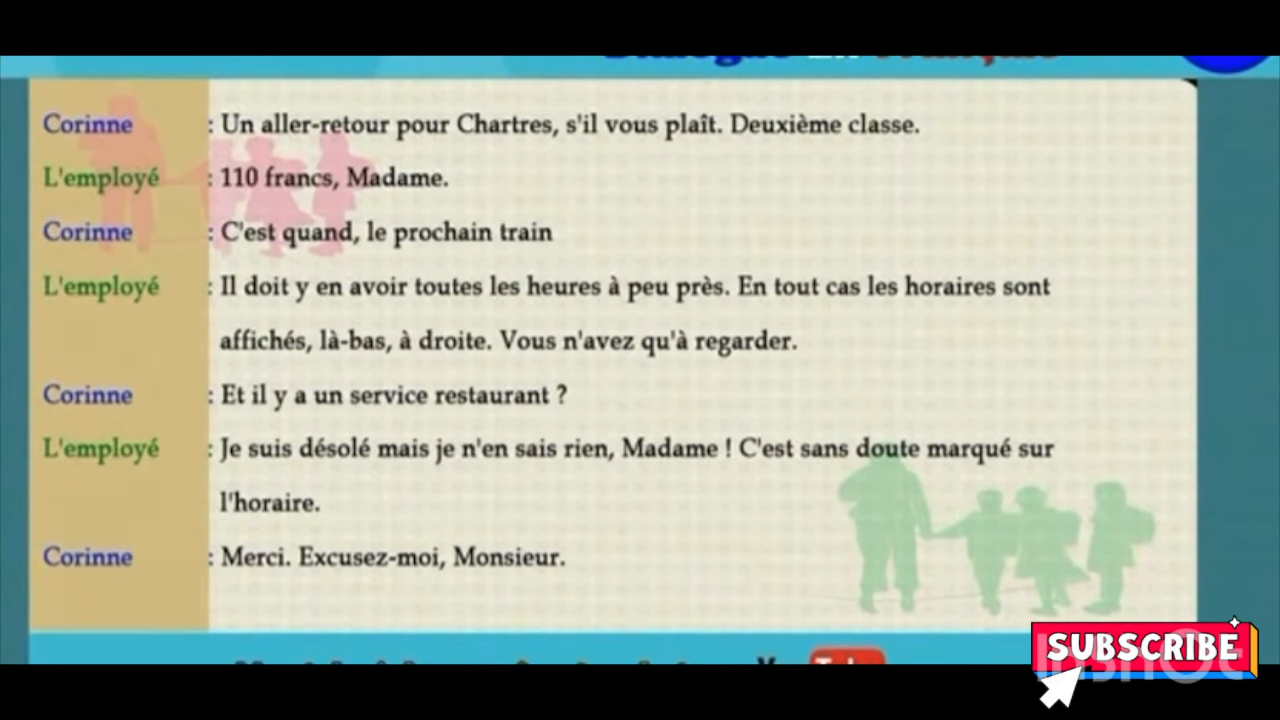 Corinne : Un aller-retour pour Chartres, s'il vous plaît. Deuxième classe.
L'employé : 110 francs, Madame.
Corinne : C'est quand, le prochain train
L'employé : Il doit y en avoir toutes les heures à peu près. En tout cas les horaires sont
affichés, là-bas, à droite. Vous n'avez qu'à regarder.
Corinne : Et il y a un service restaurant ?
L'employé : Je suis désolé mais je n'en sais rien, Madame ! C'est sans doute marqué sur
l'horaire.
Corinne : Merci. Excusez-moi, Monsieur.
SUBSCRIBE